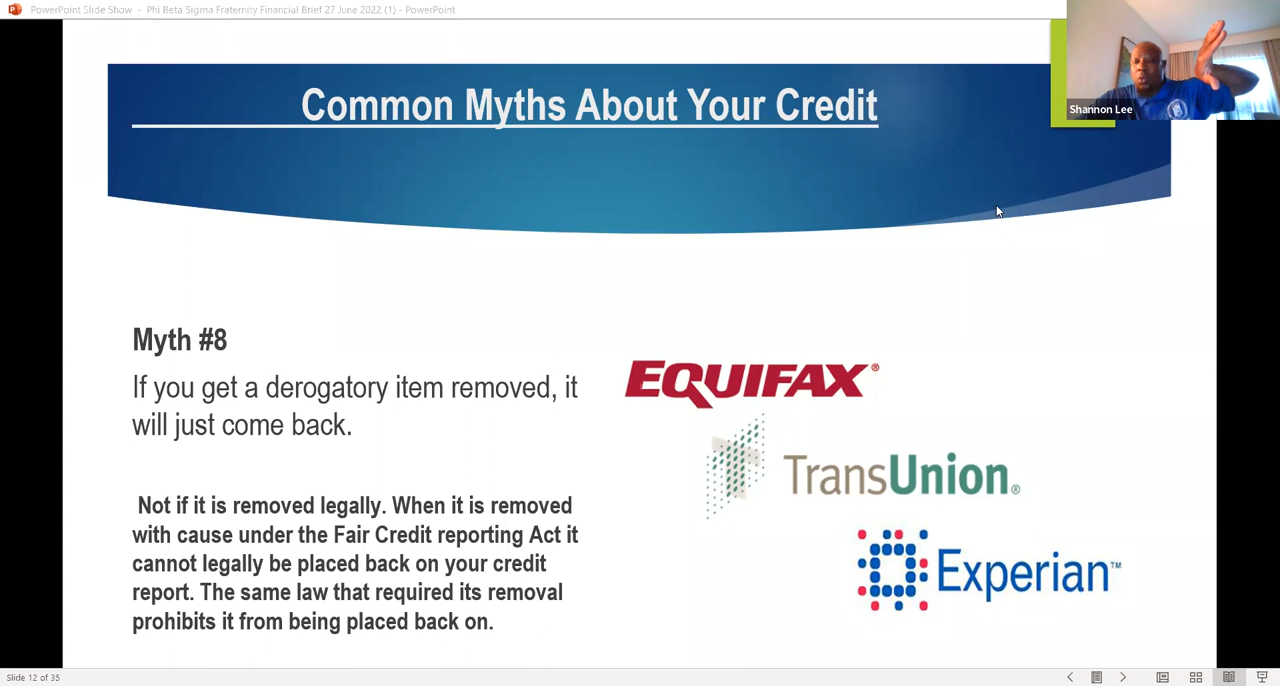 PowerPoint Slide Show - Phi Beta Sigma Fraternity Financial Brief 27 June 2022 (1) - PowerPoint
Common Myths About Your Credit
Shannon Lee
Myth #8
If you get a derogatory item removed, it
will just come back.
Not if it is removed legally. When it is removed
with cause under the Fair Credit reporting Act it
cannot legally be placed back on your credit
report. The same law that required its removal
prohibits it from being placed back on.
EQUIFAX®
TransUnion®
Experian™
Slide 12 of 35